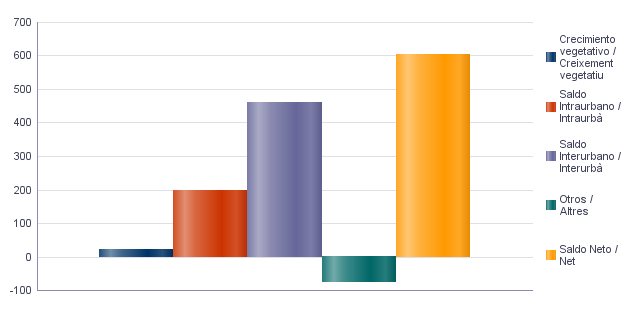 700
600
500
400
300
200
100
0
-100
Crecimiento
vegetativo /
Creixement
vegetatiu
Saldo
Intraurbano /
Intraurbà
Saldo
Interurbano /
Interurbà
Otros /
Altres
Saldo Neto /
Net